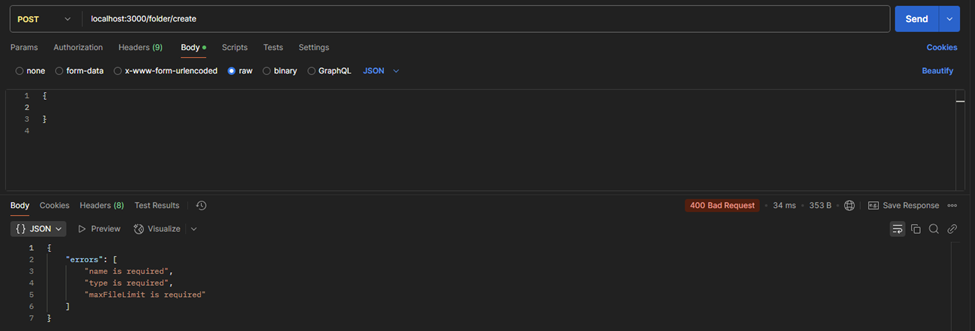 POST localhost:3000/folder/create Send
Params Authorization Headers (9) Body Scripts Tests Settings Cookies
none form-data x-www-form-urlencoded raw binary GraphQL JSON Beautify
1 {
2
3 }
4
Body Cookies Headers (8) Test Results 400 Bad Request 34 ms 353 B Save Response
{} JSON Preview Visualize
1 {
2 "errors": [
3 "name is required",
4 "type is required",
5 "maxFileLimit is required"
6 ]
7 }